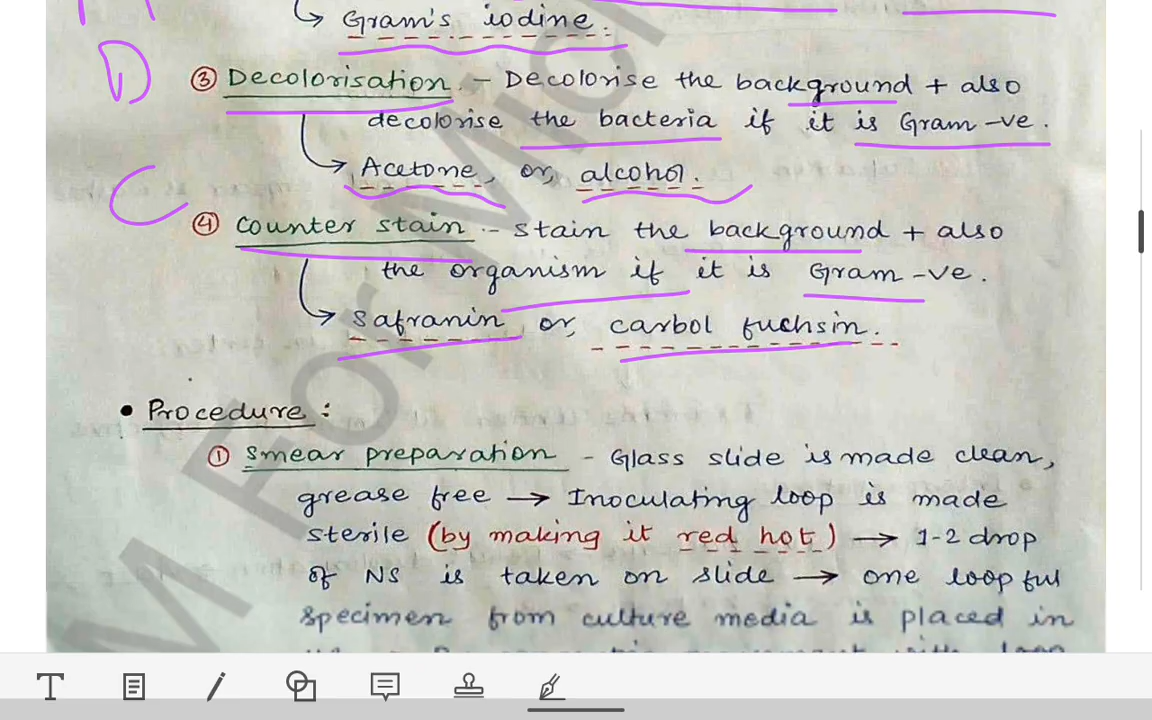 ↳ Gram's iodine.
D ③ Decolorisation - Decolorise the background + also
decolorise the bacteria if it is Gram -ve.
→ Acetone, or, alcohol.
C ④ Counter stain - stain the background + also
the organism if it is Gram -ve.
→ Safranin or, carbol fuchsin.
• Procedure :
① Smear preparation - Glass slide is made clean,
grease free → Inoculating loop is made
sterile (by making it red hot) → 1-2 drop
of NS is taken on slide → one loopful
specimen from culture media is placed in
M For Mic
T